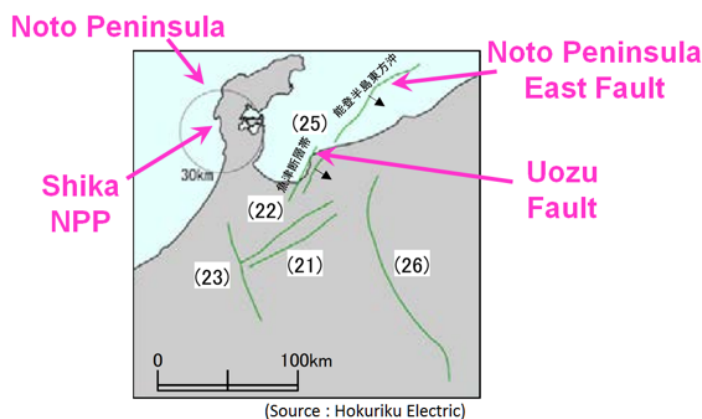 Noto Peninsula
Noto Peninsula
East Fault
能登半島東方沖
(25)
魚津断層帯
30km
Shika
NPP
Uozu
Fault
(22)
(21)
(23)
(26)
0 100km
(Source : Hokuriku Electric)